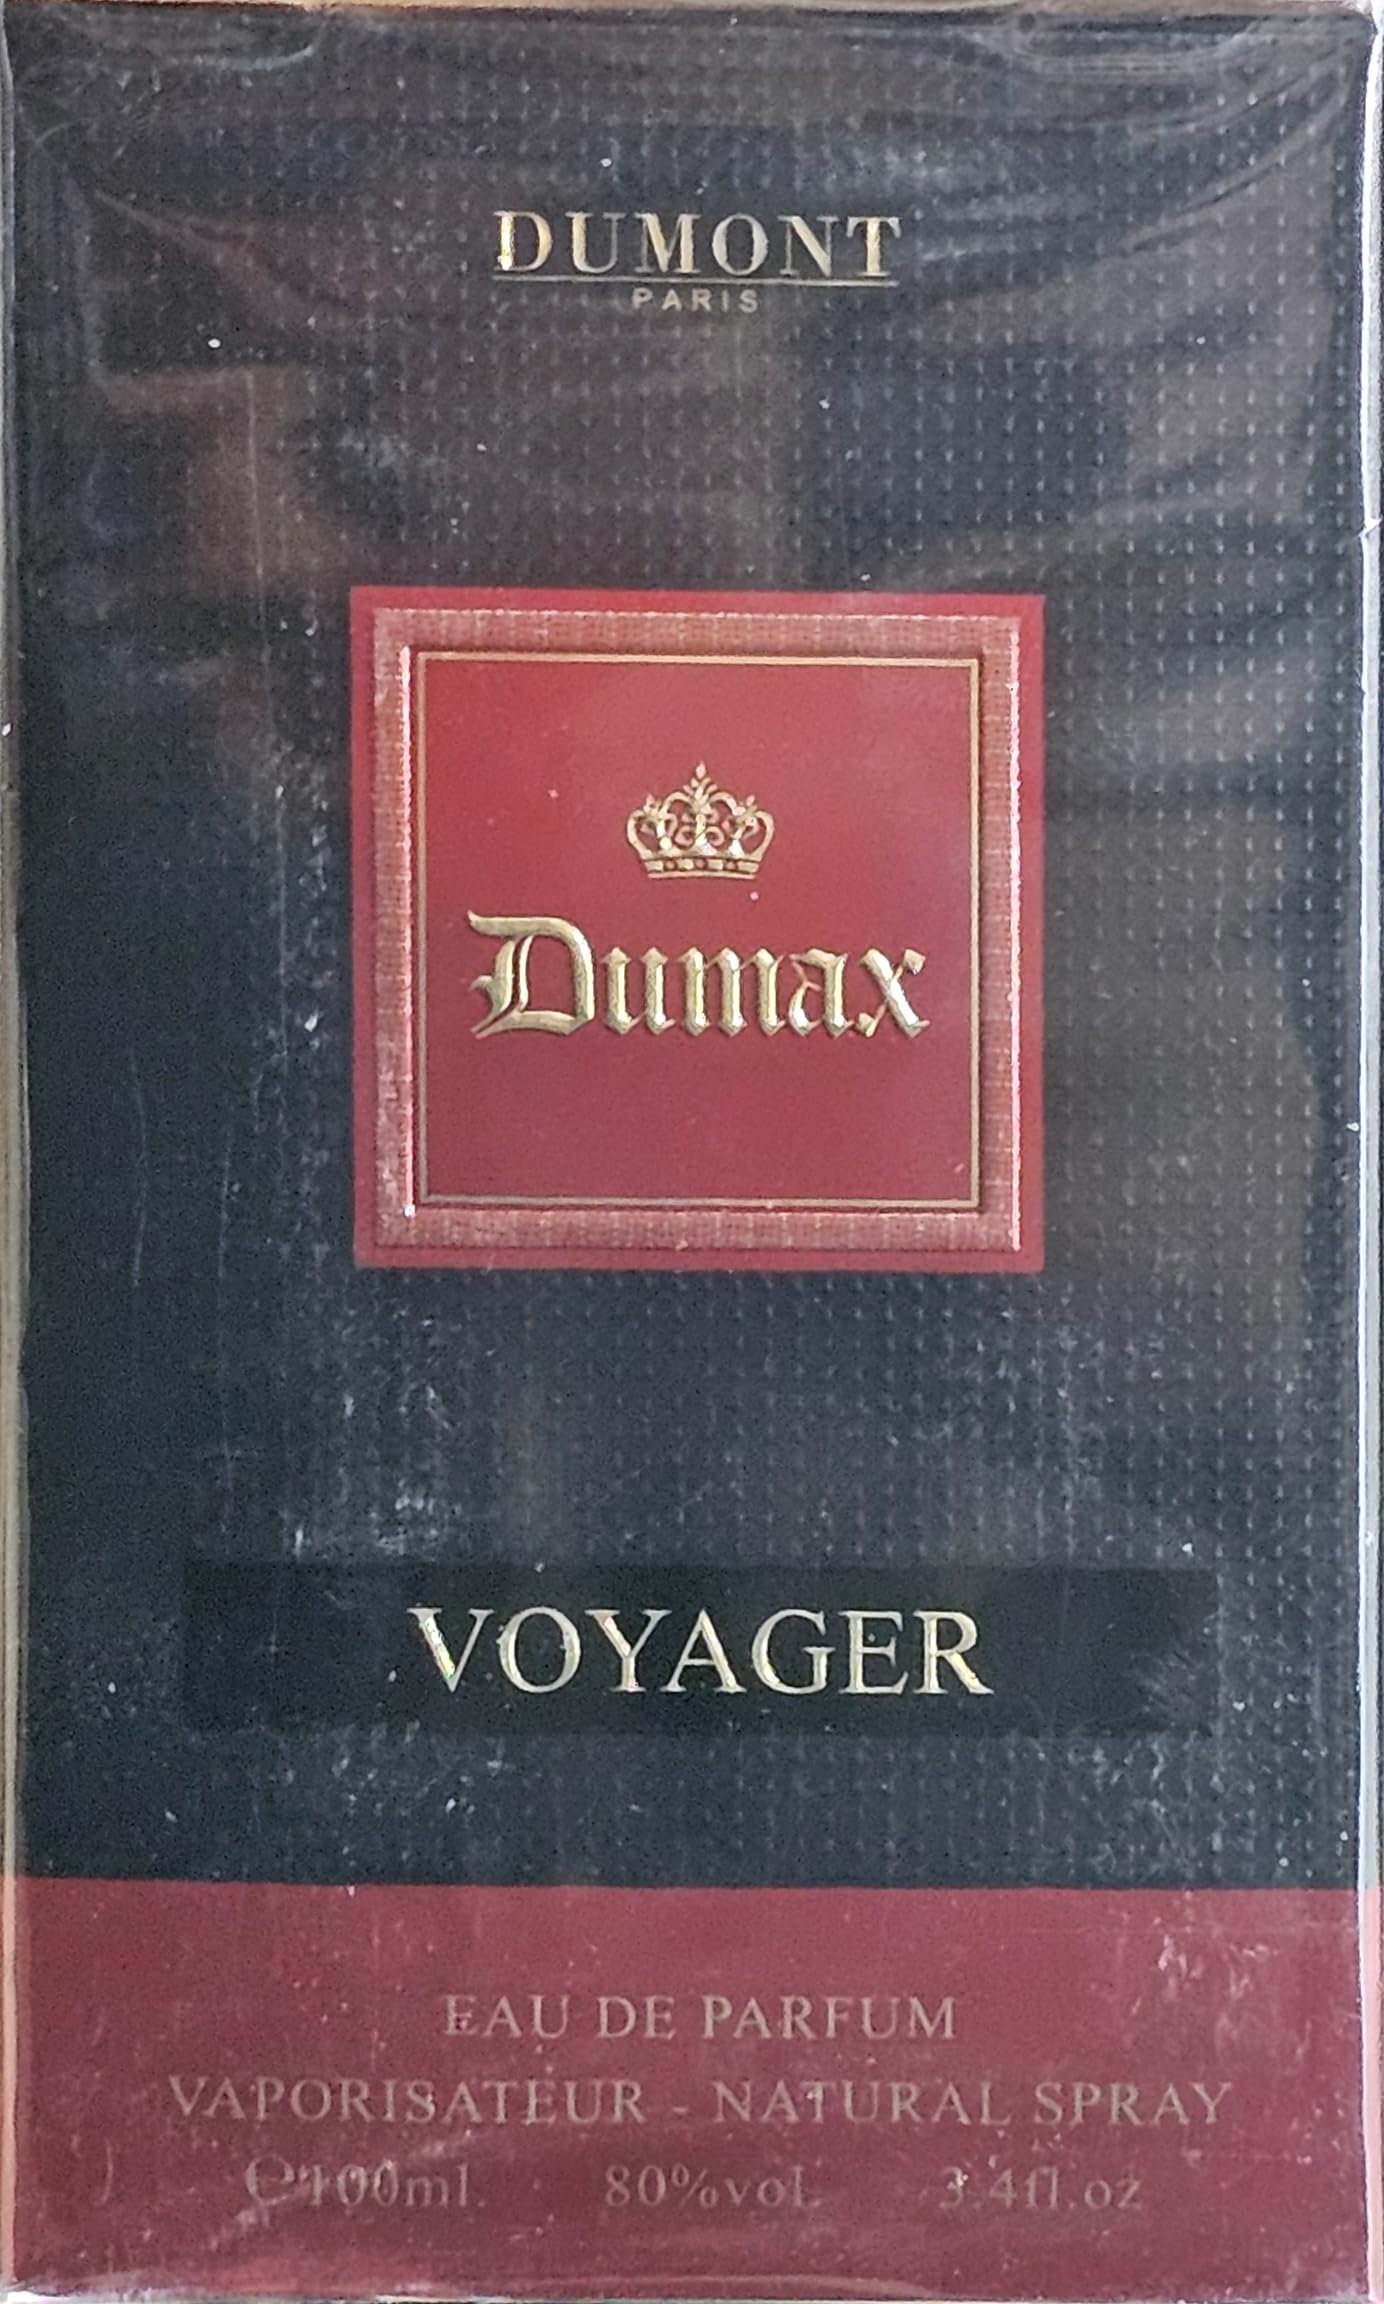 DUMONT
PARIS
Dumax
VOYAGER
EAU DE PARFUM
VAPORISATEUR - NATURAL SPRAY
℮100ml. 80%vol. 3.4fl.oz